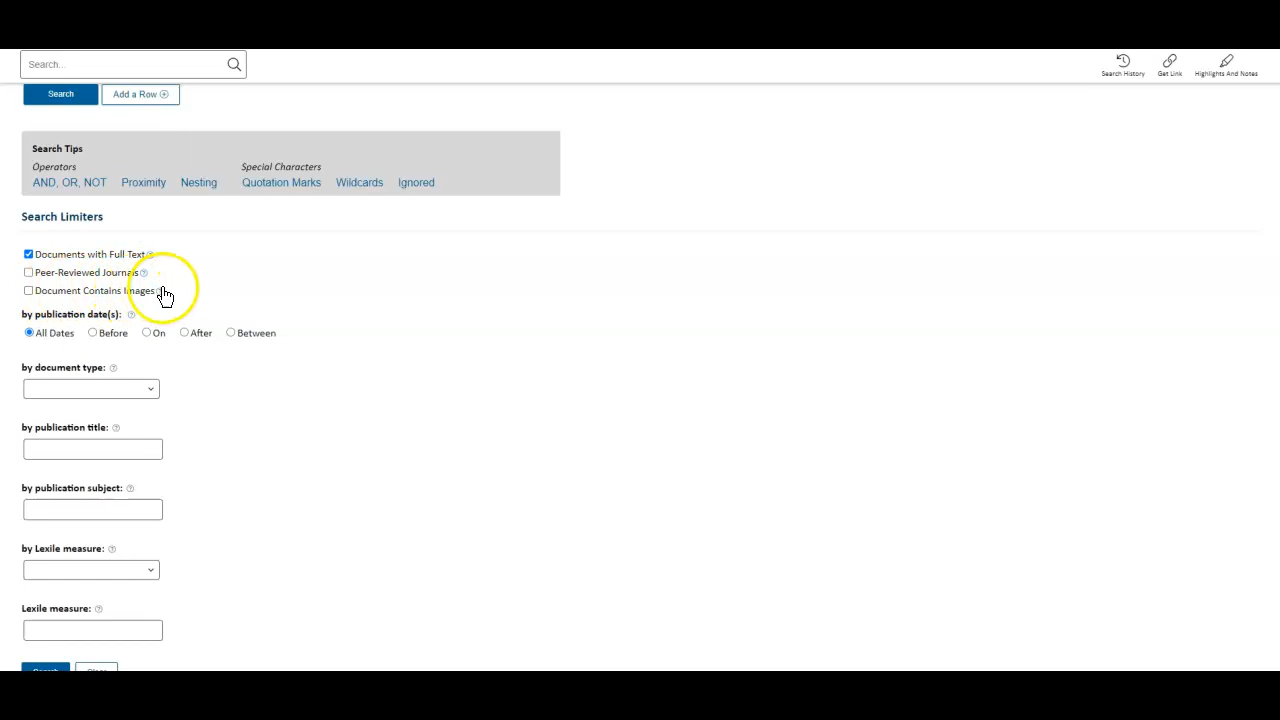 Search...
Search History Get Link Highlights And Notes
Search Add a Row
Search Tips
Operators Special Characters
AND, OR, NOT Proximity Nesting Quotation Marks Wildcards Ignored
Search Limiters
Documents with Full Text
Peer-Reviewed Journals
Document Contains Images
by publication date(s):
All Dates Before On After Between
by document type:
by publication title:
by publication subject:
by Lexile measure:
Lexile measure: